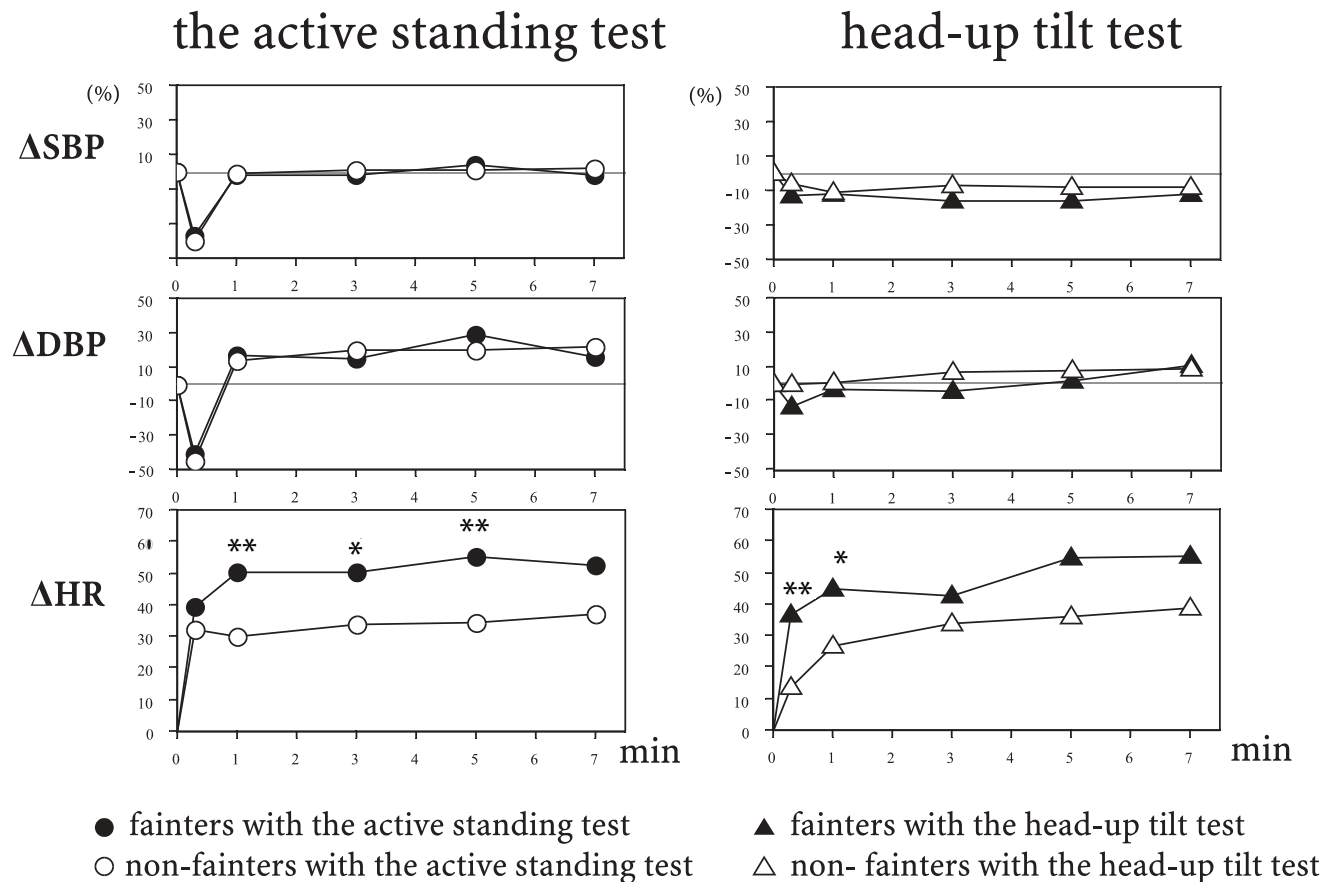 the active standing test
head-up tilt test
(%)
50
30
10
ΔSBP
0 1 2 3 4 5 6 7
(%)
50
30
10
-10
-30
-50
0 1 2 3 4 5 6 7
ΔDBP
50
30
10
-10
-30
-50
0 1 2 3 4 5 6 7
50
30
10
-10
-30
-50
0 1 2 3 4 5 6 7
ΔHR
70
60
50
40
30
20
10
0
** * **
0 1 2 3 4 5 6 7 min
70
60
50
40
30
20
10
0
** *
0 1 2 3 4 5 6 7 min
● fainters with the active standing test
○ non-fainters with the active standing test
▲ fainters with the head-up tilt test
△ non- fainters with the head-up tilt test